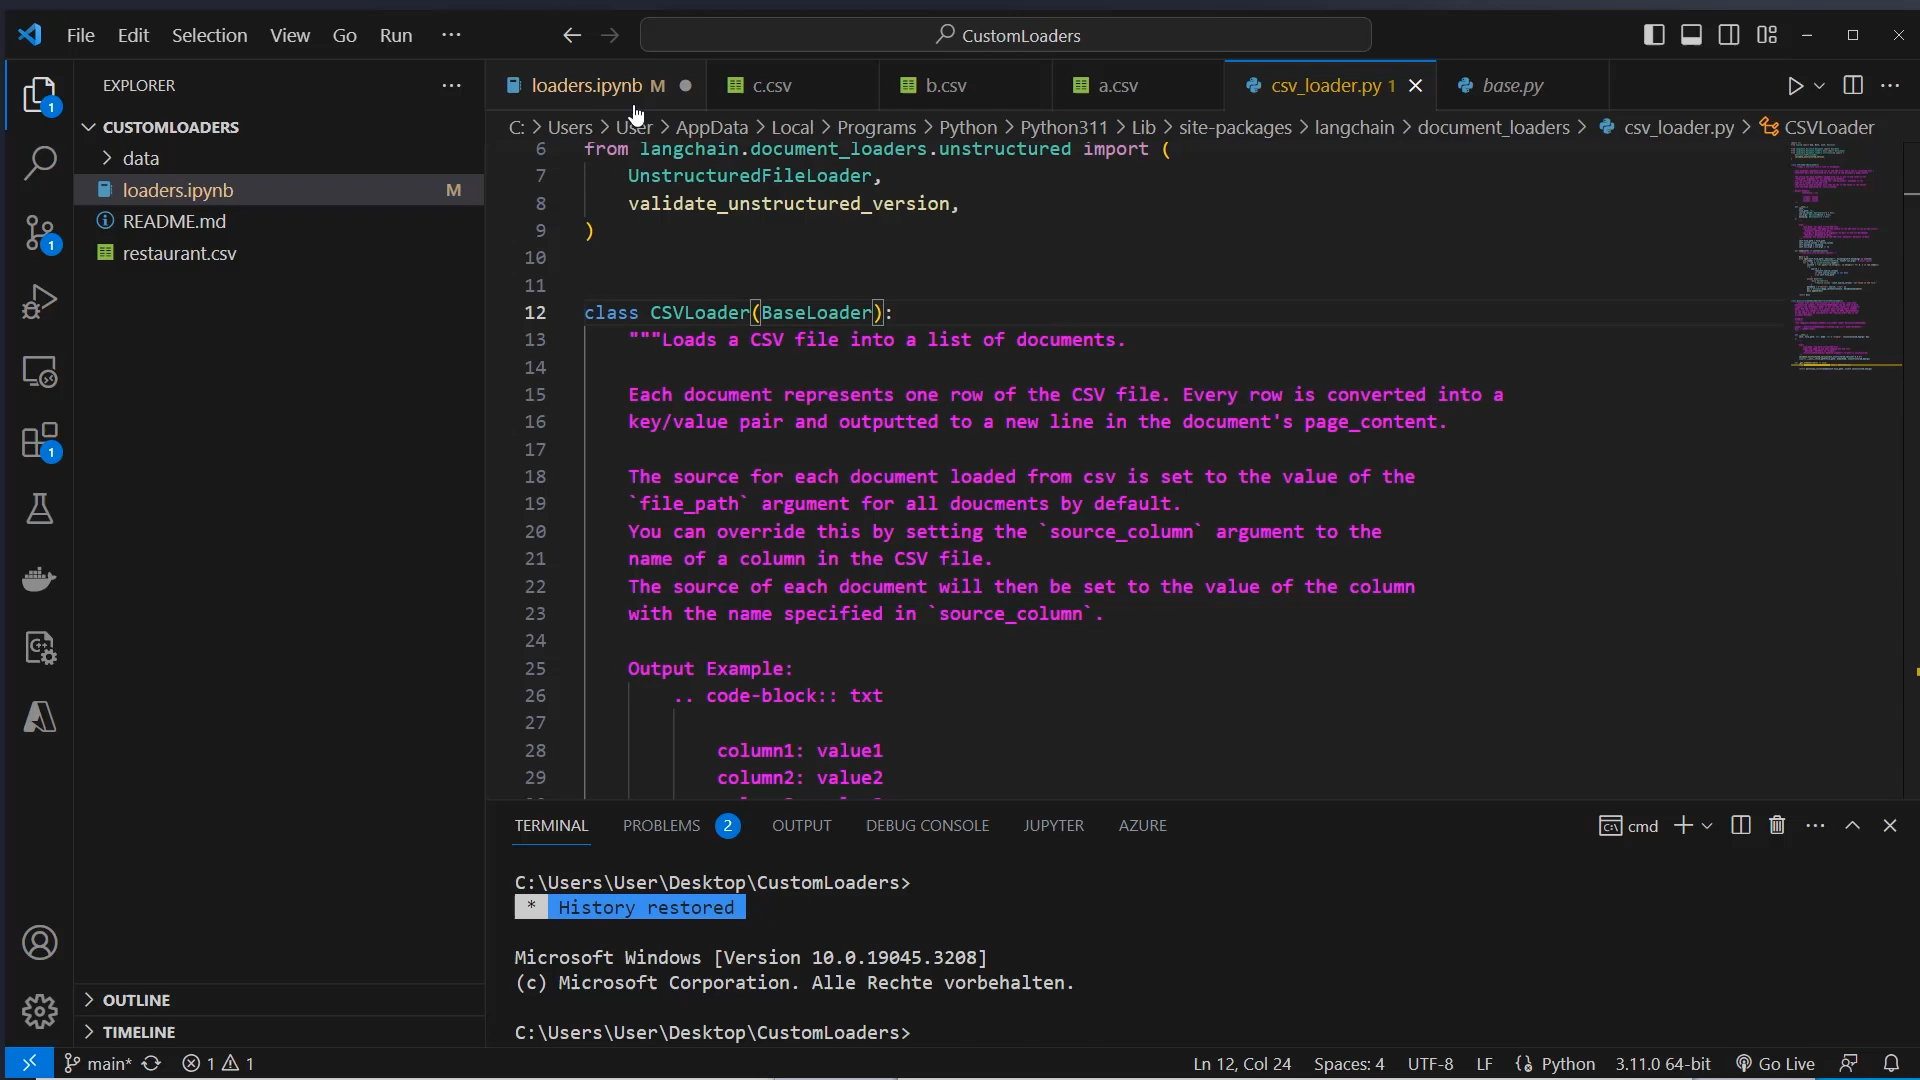 File Edit Selection View Go Run ···
CustomLoaders
EXPLORER
loaders.ipynb M
c.csv
b.csv
a.csv
csv_loader.py 1
base.py
CUSTOMLOADERS
C: > Users > User > AppData > Local > Programs > Python > Python311 > Lib > site-packages > langchain > document_loaders > csv_loader.py > CSVLoader
data
loaders.ipynb M
README.md
restaurant.csv
6 from langchain.document_loaders.unstructured import (
7 UnstructuredFileLoader,
8 validate_unstructured_version,
9 )
10
11
12 class CSVLoader(BaseLoader):
13 """Loads a CSV file into a list of documents.
14
15 Each document represents one row of the CSV file. Every row is converted into a
16 key/value pair and outputted to a new line in the document's page_content.
17
18 The source for each document loaded from csv is set to the value of the
19 `file_path` argument for all doucments by default.
20 You can override this by setting the `source_column` argument to the
21 name of a column in the CSV file.
22 The source of each document will then be set to the value of the column
23 with the name specified in `source_column`.
24
25 Output Example:
26 .. code-block:: txt
27
28 column1: value1
29 column2: value2
1
1
1
TERMINAL PROBLEMS 2 OUTPUT DEBUG CONSOLE JUPYTER AZURE
cmd
C:\Users\User\Desktop\CustomLoaders>
* History restored
Microsoft Windows [Version 10.0.19045.3208]
(c) Microsoft Corporation. Alle Rechte vorbehalten.
C:\Users\User\Desktop\CustomLoaders>
OUTLINE
TIMELINE
main* 1 1
Ln 12, Col 24 Spaces: 4 UTF-8 LF Python 3.11.0 64-bit Go Live